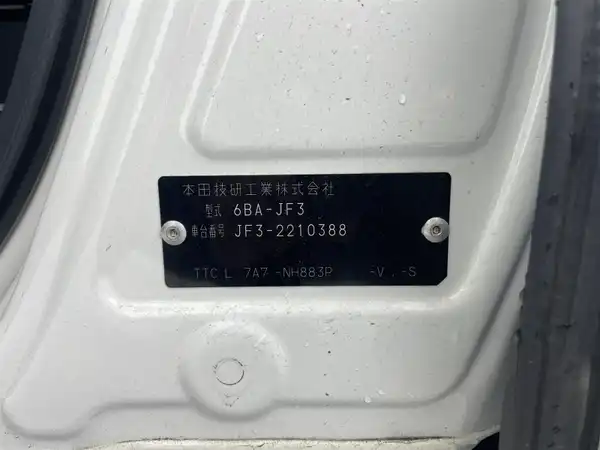 本田技研工業株式会社
型式 6BA-JF3
車台番号 JF3-2210388
TTC L 7A7 -NH883P -V . -S